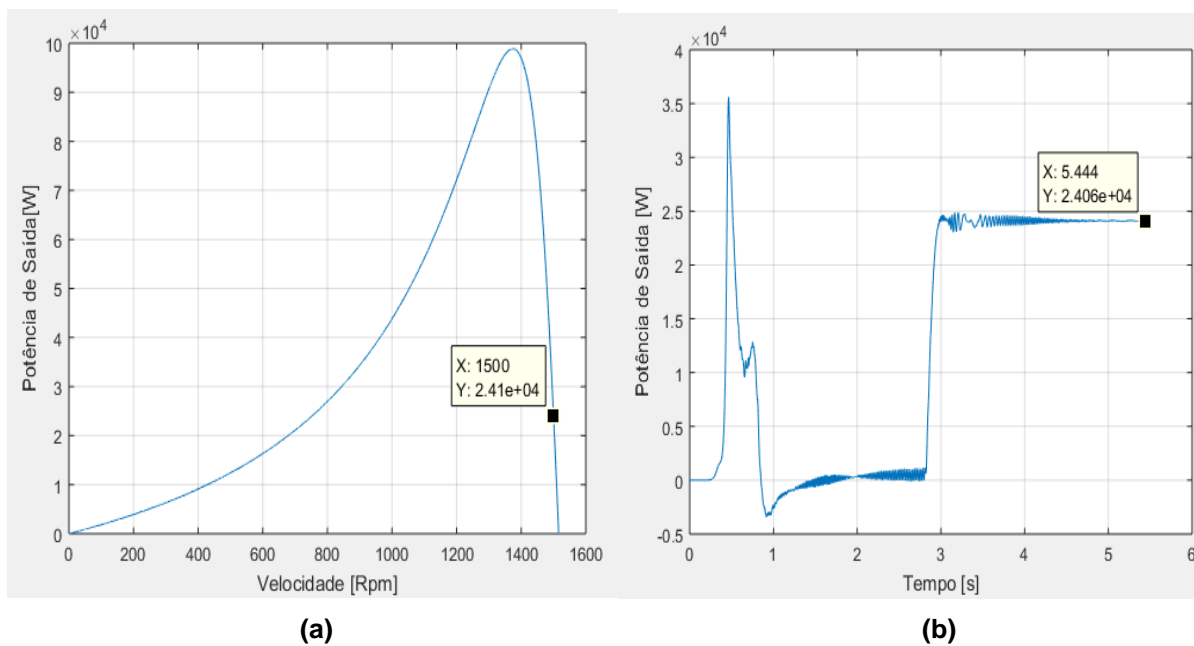 ×10⁴
10
9
8
7
6
5
4
3
2
1
0
Potência de Saída[W]
X: 1500
Y: 2.41e+04
0 200 400 600 800 1000 1200 1400 1600
Velocidade [Rpm]
(a)
×10⁴
4
3.5
3
2.5
2
1.5
1
0.5
0
-0.5
Potência de Saída [W]
X: 5.444
Y: 2.406e+04
0 1 2 3 4 5 6
Tempo [s]
(b)